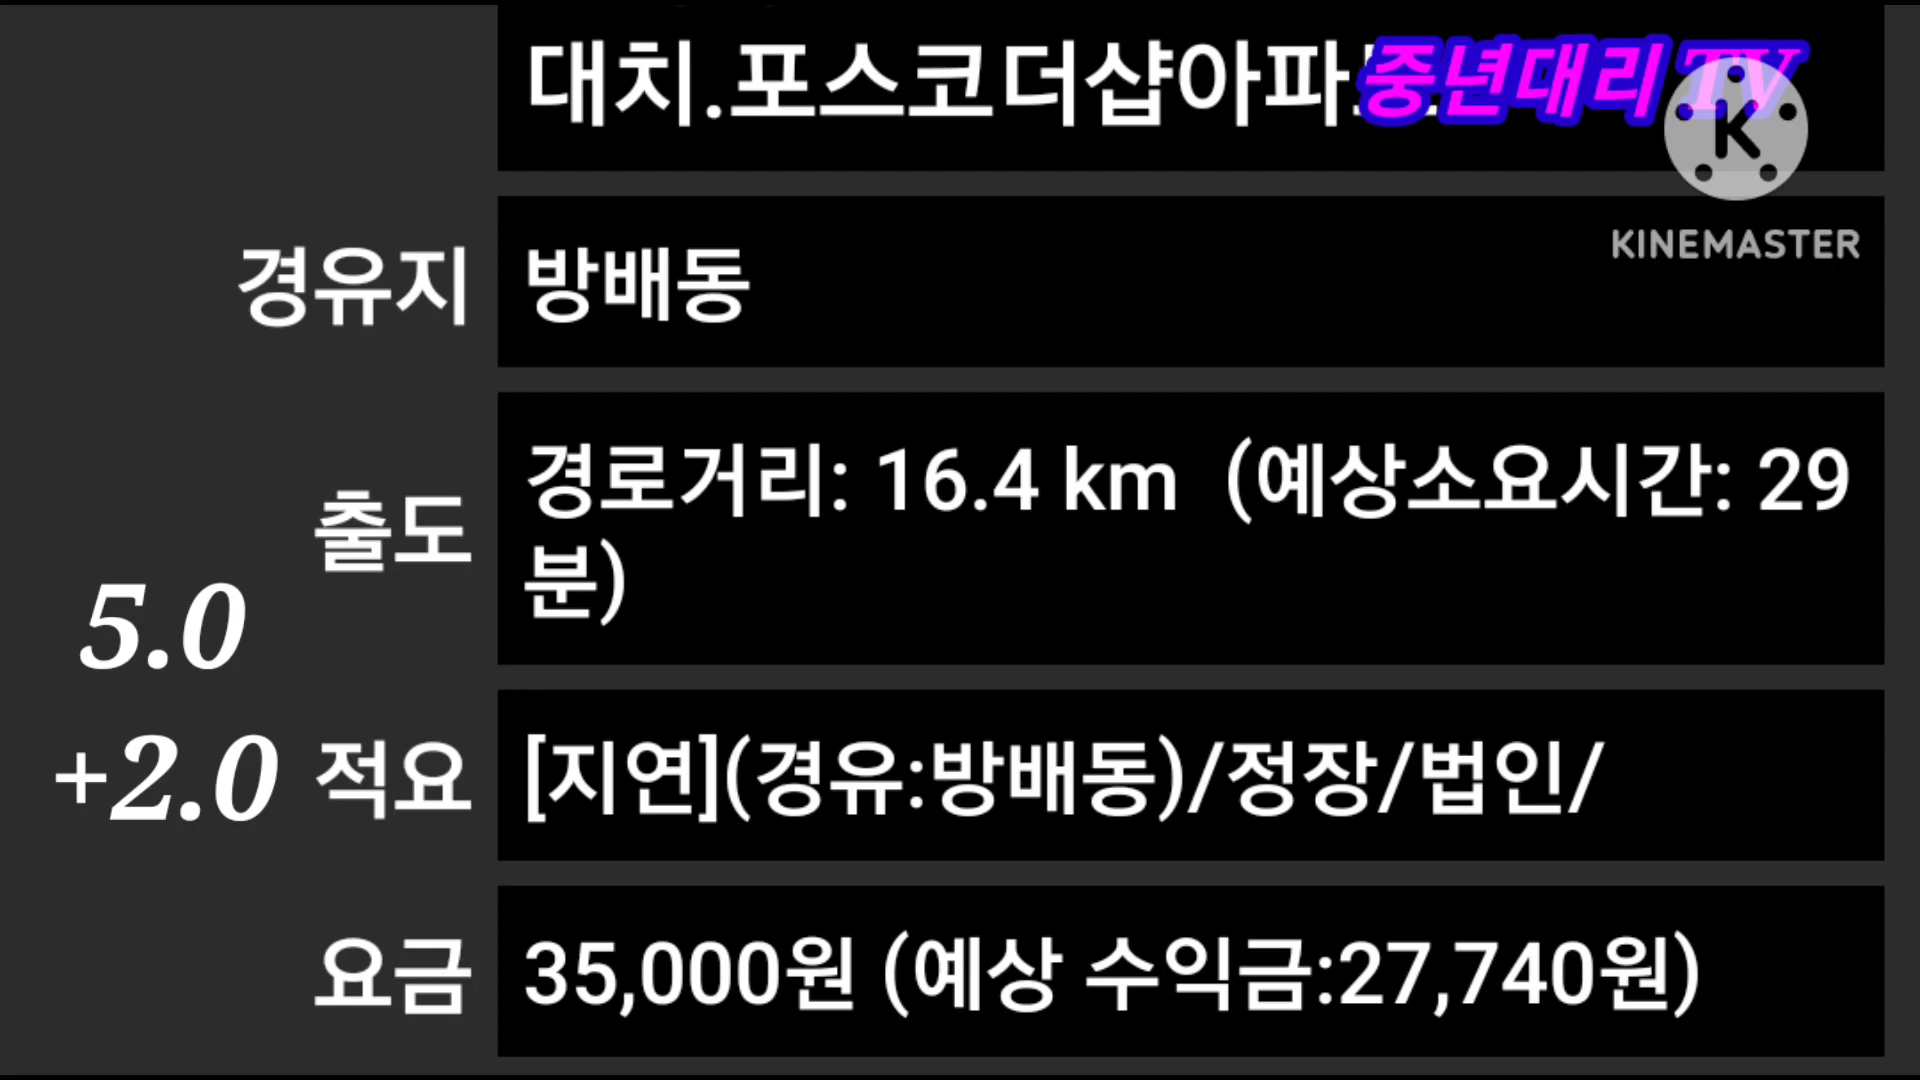 대치.포스코더샵아파트
중년대리 TV
K
KINEMASTER
경유지 방배동
출도 경로거리: 16.4 km (예상소요시간: 29
분)
5.0
+2.0
적요 [지연](경유:방배동)/정장/법인/
요금 35,000원 (예상 수익금:27,740원)